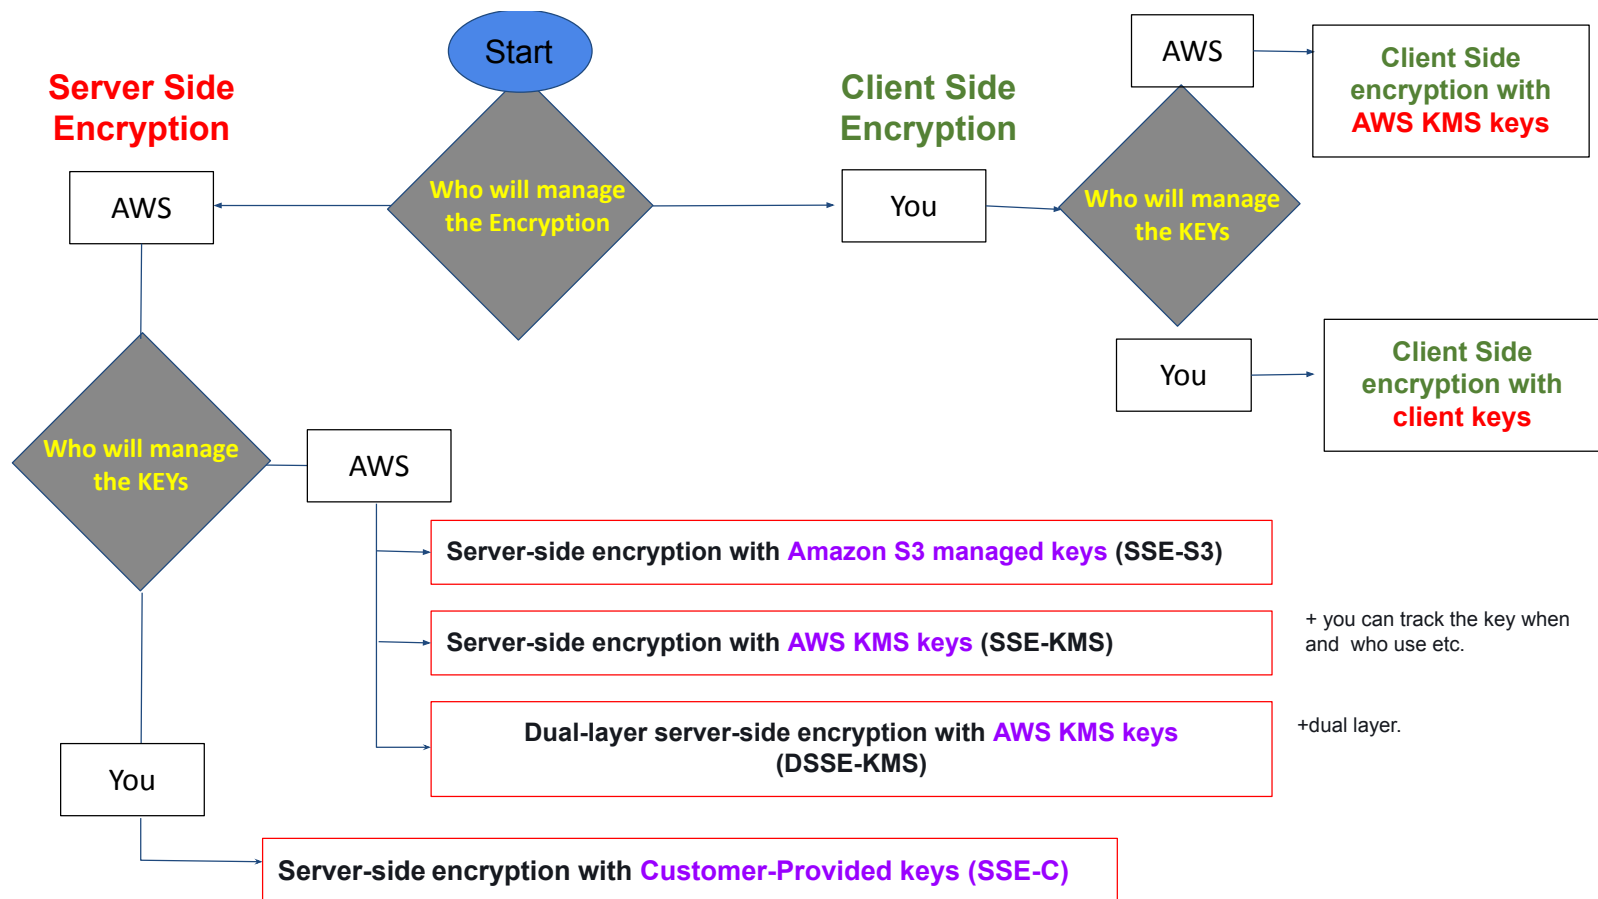 Start
Server Side
Encryption
Client Side
Encryption
AWS
Client Side
encryption with
AWS KMS keys
AWS
Who will manage
the Encryption
You
Who will manage
the KEYs
You
Client Side
encryption with
client keys
Who will manage
the KEYs
AWS
Server-side encryption with Amazon S3 managed keys (SSE-S3)
Server-side encryption with AWS KMS keys (SSE-KMS)
+ you can track the key when
and who use etc.
Dual-layer server-side encryption with AWS KMS keys
(DSSE-KMS)
+dual layer.
You
Server-side encryption with Customer-Provided keys (SSE-C)